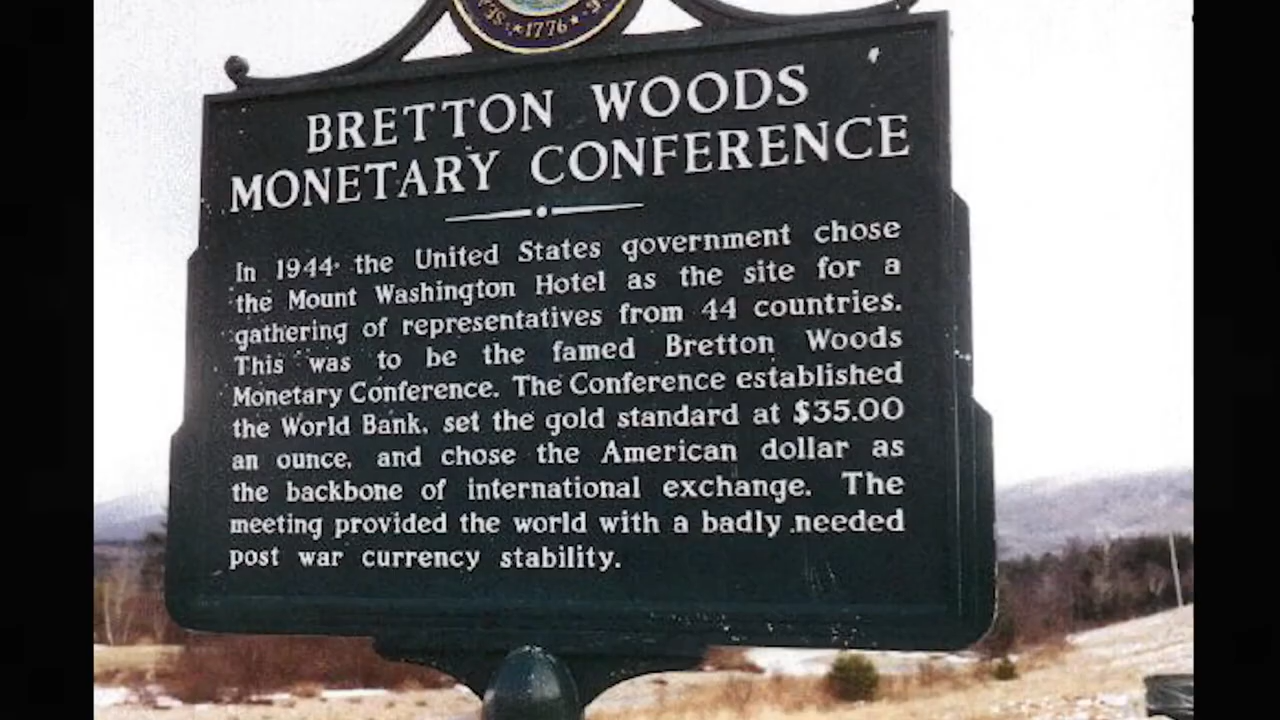 1776
BRETTON WOODS
MONETARY CONFERENCE
In 1944 the United States government chose
the Mount Washington Hotel as the site for a
gathering of representatives from 44 countries.
This was to be the famed Bretton Woods
Monetary Conference. The Conference established
the World Bank, set the gold standard at $35.00
an ounce, and chose the American dollar as
the backbone of international exchange. The
meeting provided the world with a badly needed
post war currency stability.